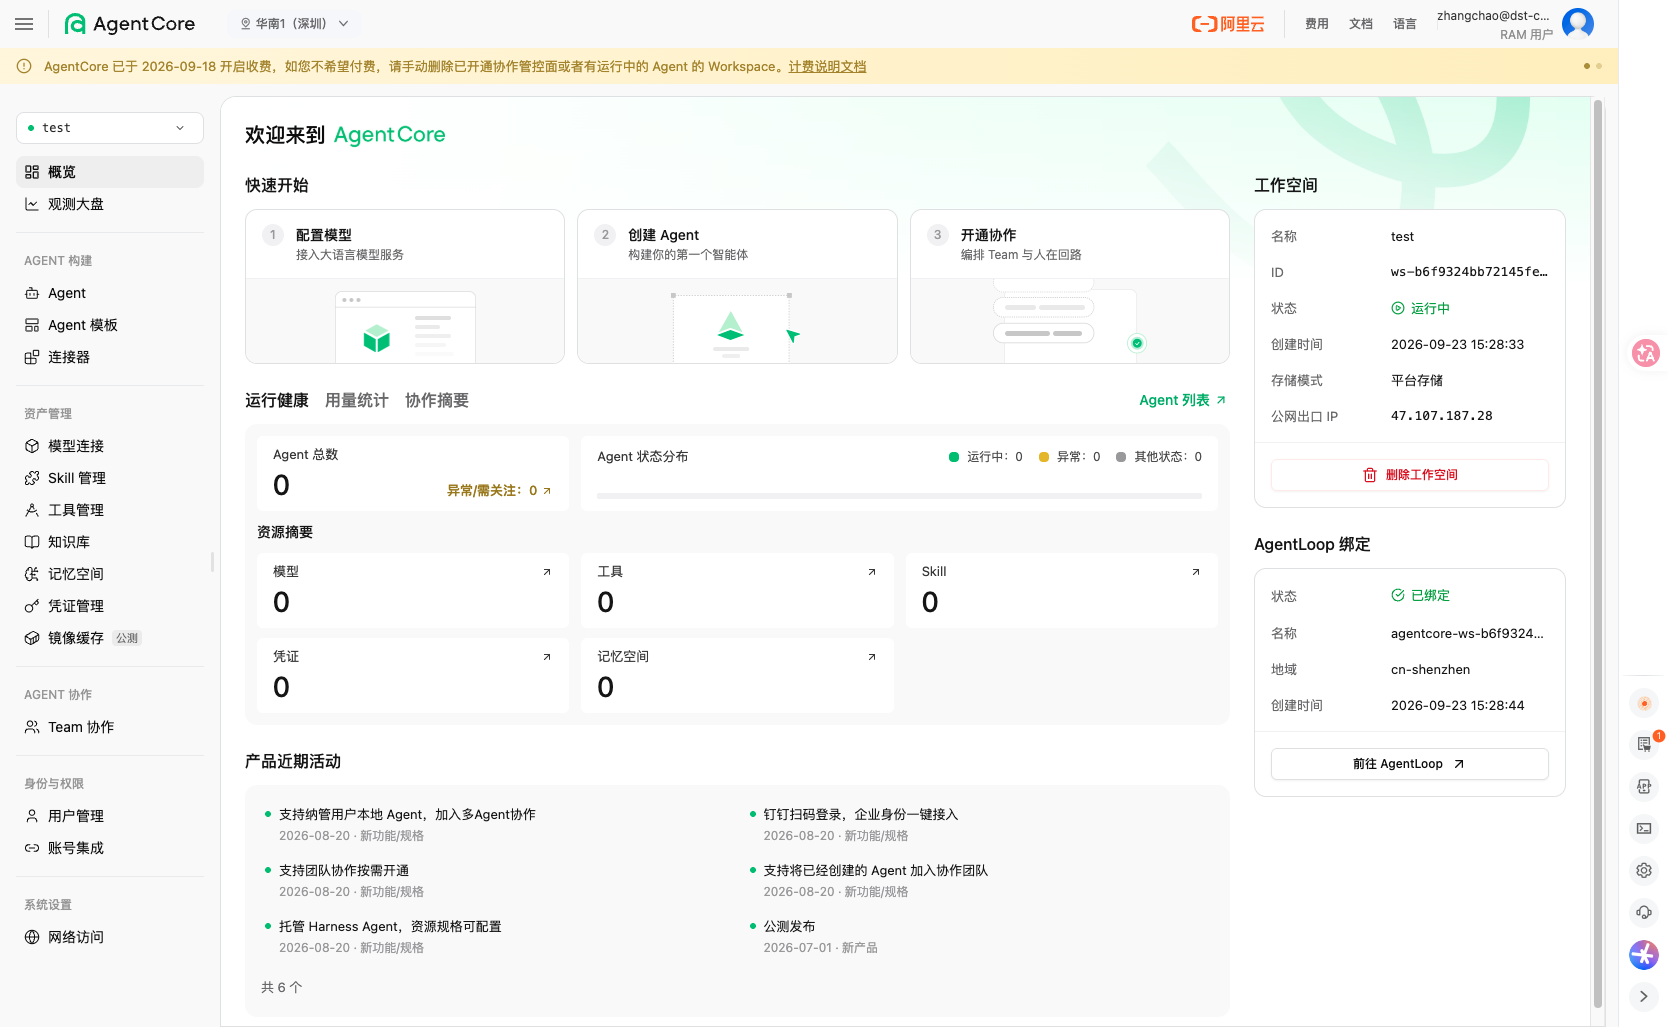 AgentCore
华南1（深圳）
阿里云
费用
文档
语言
zhangchao@dst-c...
RAM 用户
AgentCore 已于 2026-09-18 开启收费，如您不希望付费，请手动删除已开通协作管控面或者有运行中的 Agent 的 Workspace。计费说明文档
test
概览
观测大盘
AGENT 构建
Agent
Agent 模板
连接器
资产管理
模型连接
Skill 管理
工具管理
知识库
记忆空间
凭证管理
镜像缓存 公测
AGENT 协作
Team 协作
身份与权限
用户管理
账号集成
系统设置
网络访问
欢迎来到 AgentCore
快速开始
1 配置模型
接入大语言模型服务
2 创建 Agent
构建你的第一个智能体
3 开通协作
编排 Team 与人在回路
运行健康 用量统计 协作摘要
Agent 列表
Agent 总数
0
异常/需关注：0
Agent 状态分布
运行中：0 异常：0 其他状态：0
资源摘要
模型
0
工具
0
Skill
0
凭证
0
记忆空间
0
产品近期活动
支持纳管用户本地 Agent，加入多Agent协作
2026-08-20 · 新功能/规格
钉钉扫码登录，企业身份一键接入
2026-08-20 · 新功能/规格
支持团队协作按需开通
2026-08-20 · 新功能/规格
支持将已经创建的 Agent 加入协作团队
2026-08-20 · 新功能/规格
托管 Harness Agent，资源规格可配置
2026-08-20 · 新功能/规格
公测发布
2026-07-01 · 新产品
共 6 个
工作空间
名称 test
ID ws-b6f9324bb72145fe…
状态 运行中
创建时间 2026-09-23 15:28:33
存储模式 平台存储
公网出口 IP 47.107.187.28
删除工作空间
AgentLoop 绑定
状态 已绑定
名称 agentcore-ws-b6f9324...
地域 cn-shenzhen
创建时间 2026-09-23 15:28:44
前往 AgentLoop
1